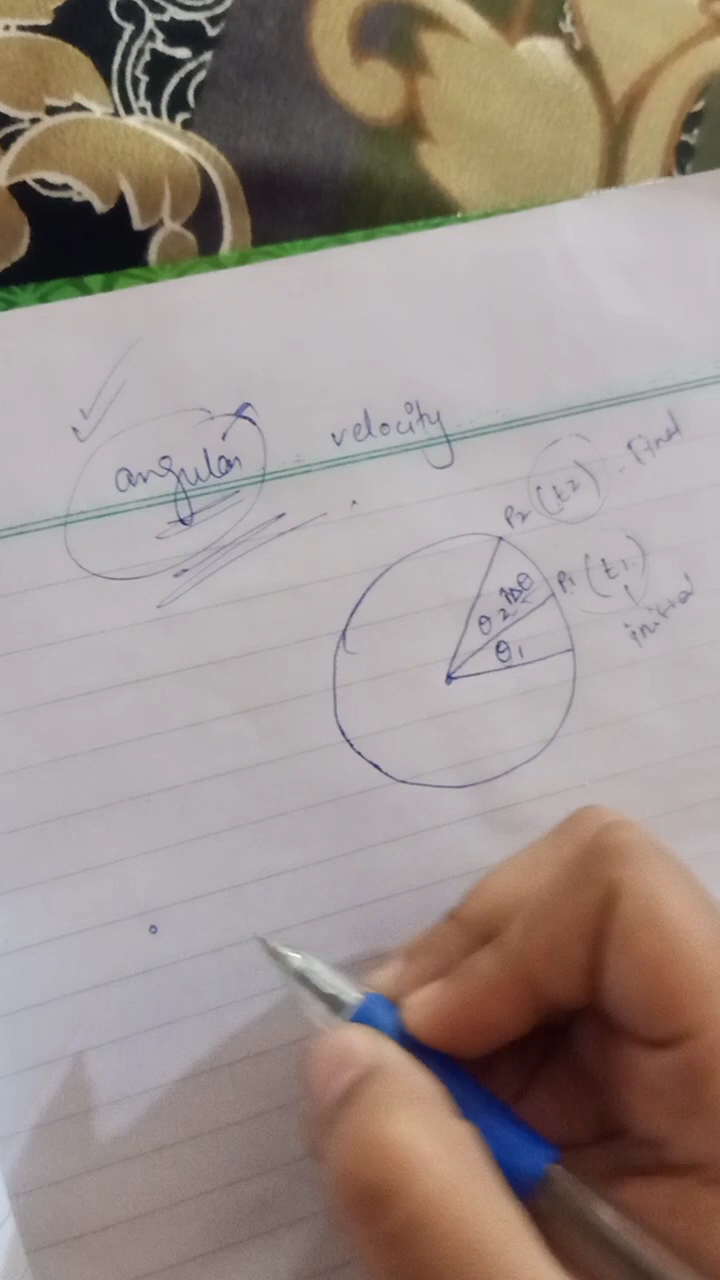 angular velocity
P2 (t2) Final
P1 (t1)
initial
θ2 Δθ
θ1